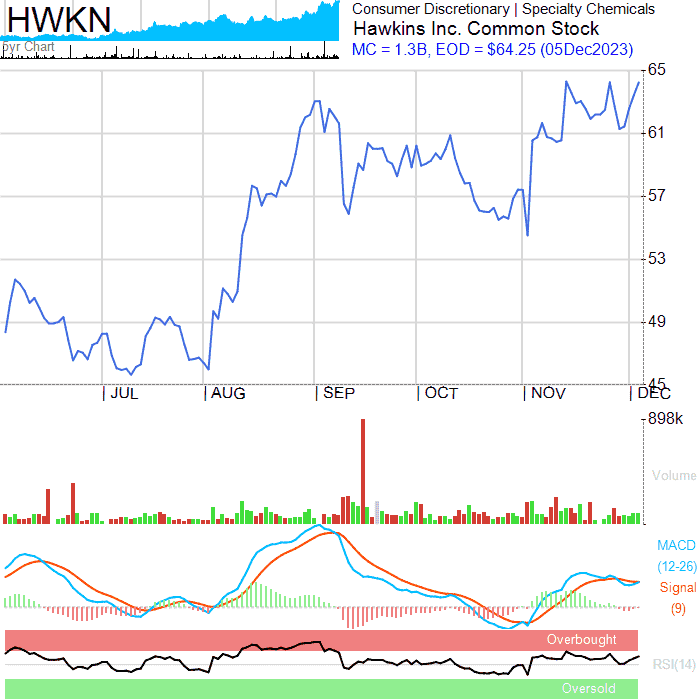 HWKN
5yr Chart
Consumer Discretionary | Specialty Chemicals
Hawkins Inc. Common Stock
MC = 1.3B, EOD = $64.25 (05Dec2023)
65
61
57
53
49
45
| JUL | AUG | SEP | OCT | NOV | DEC
898k
Volume
MACD
(12-26)
Signal
(9)
Overbought
RSI(14)
Oversold